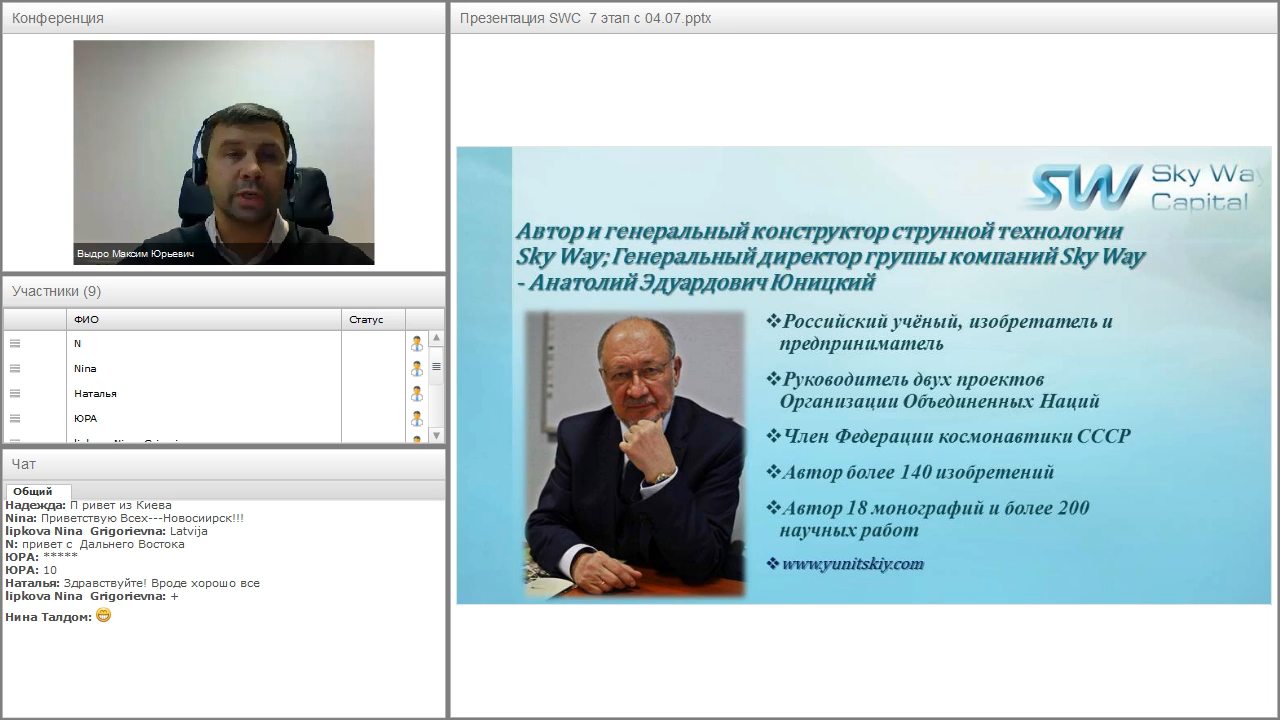 Конференция
Выдро Максим Юрьевич
Участники (9)
ФИО
Статус
N
Nina
Наталья
ЮРА
Чат
Общий
Надежда: П ривет из Киева
Nina: Приветствую Всех---Новосиирск!!!
lipkova Nina Grigorievna: Latvija
N: привет с Дальнего Востока
ЮРА: *****
ЮРА: 10
Наталья: Здравствуйте! Вроде хорошо все
lipkova Nina Grigorievna: +
Нина Талдом:
Презентация SWC 7 этап с 04.07.pptx
SW Sky Way
Capital
Автор и генеральный конструктор струнной технологии
Sky Way; Генеральный директор группы компаний Sky Way
- Анатолий Эдуардович Юницкий
❖Российский учёный, изобретатель и
предприниматель
❖Руководитель двух проектов
Организации Объединенных Наций
❖Член Федерации космонавтики СССР
❖Автор более 140 изобретений
❖Автор 18 монографий и более 200
научных работ
❖www.yunitskiy.com